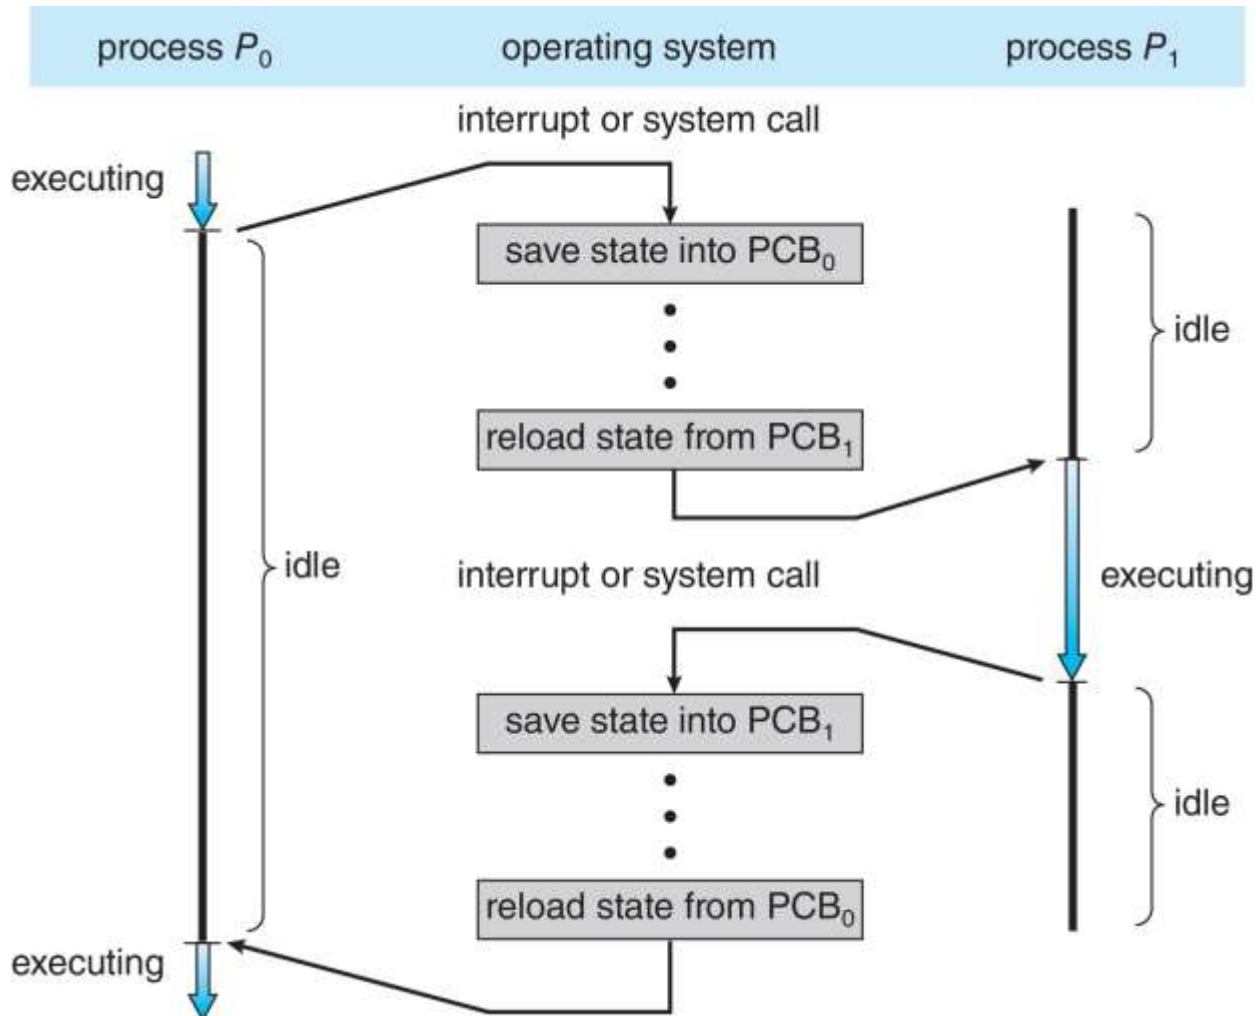 process P₀ operating system process P₁
interrupt or system call
executing
save state into PCB₀
idle
reload state from PCB₁
idle
interrupt or system call
executing
save state into PCB₁
idle
reload state from PCB₀
executing